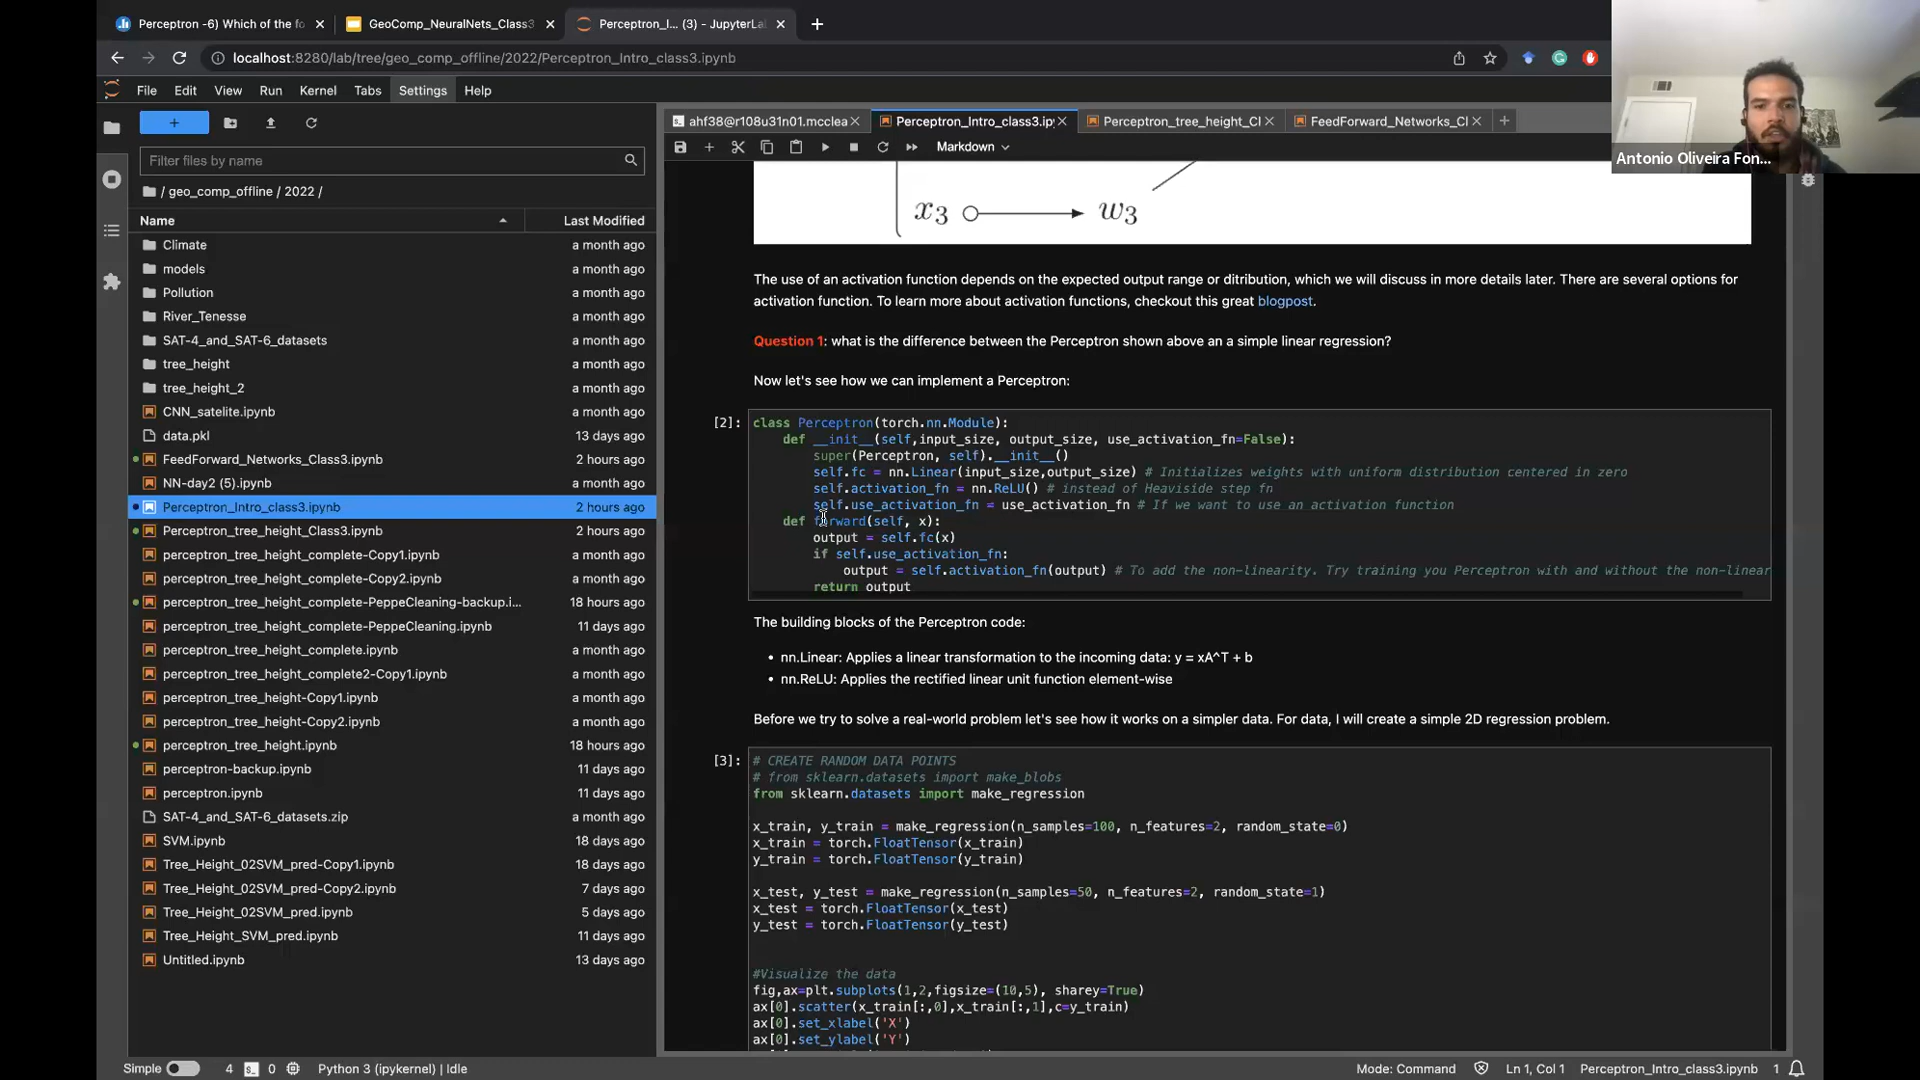 Perceptron -6) Which of the fo
GeoComp_NeuralNets_Class3
Perceptron_I... (3) - JupyterLa
localhost:8280/lab/tree/geo_comp_offline/2022/Perceptron_Intro_class3.ipynb
File Edit View Run Kernel Tabs Settings Help
ahf38@r108u31n01.mcclea
Perceptron_Intro_class3.ip
Perceptron_tree_height_Cl
FeedForward_Networks_Cl
Markdown
Antonio Oliveira Fon...
Filter files by name
/ geo_comp_offline / 2022 /
Name Last Modified
Climate a month ago
models a month ago
Pollution a month ago
River_Tenesse a month ago
SAT-4_and_SAT-6_datasets a month ago
tree_height a month ago
tree_height_2 a month ago
CNN_satelite.ipynb a month ago
data.pkl 13 days ago
FeedForward_Networks_Class3.ipynb 2 hours ago
NN-day2 (5).ipynb a month ago
Perceptron_Intro_class3.ipynb 2 hours ago
Perceptron_tree_height_Class3.ipynb 2 hours ago
perceptron_tree_height_complete-Copy1.ipynb a month ago
perceptron_tree_height_complete-Copy2.ipynb a month ago
perceptron_tree_height_complete-PeppeCleaning-backup.i... 18 hours ago
perceptron_tree_height_complete-PeppeCleaning.ipynb 11 days ago
perceptron_tree_height_complete.ipynb a month ago
perceptron_tree_height_complete2-Copy1.ipynb a month ago
perceptron_tree_height-Copy1.ipynb a month ago
perceptron_tree_height-Copy2.ipynb a month ago
perceptron_tree_height.ipynb 18 hours ago
perceptron-backup.ipynb 11 days ago
perceptron.ipynb 11 days ago
SAT-4_and_SAT-6_datasets.zip a month ago
SVM.ipynb 18 days ago
Tree_Height_02SVM_pred-Copy1.ipynb 18 days ago
Tree_Height_02SVM_pred-Copy2.ipynb 7 days ago
Tree_Height_02SVM_pred.ipynb 5 days ago
Tree_Height_SVM_pred.ipynb 11 days ago
Untitled.ipynb 13 days ago
x3 w3
The use of an activation function depends on the expected output range or ditribution, which we will discuss in more details later. There are several options for
activation function. To learn more about activation functions, checkout this great blogpost.
Question 1: what is the difference between the Perceptron shown above an a simple linear regression?
Now let's see how we can implement a Perceptron:
[2]: class Perceptron(torch.nn.Module):
def __init__(self,input_size, output_size, use_activation_fn=False):
super(Perceptron, self).__init__()
self.fc = nn.Linear(input_size,output_size) # Initializes weights with uniform distribution centered in zero
self.activation_fn = nn.ReLU() # instead of Heaviside step fn
self.use_activation_fn = use_activation_fn # If we want to use an activation function
def forward(self, x):
output = self.fc(x)
if self.use_activation_fn:
output = self.activation_fn(output) # To add the non-linearity. Try training you Perceptron with and without the non-linear
return output
The building blocks of the Perceptron code:
• nn.Linear: Applies a linear transformation to the incoming data: y = xA^T + b
• nn.ReLU: Applies the rectified linear unit function element-wise
Before we try to solve a real-world problem let's see how it works on a simpler data. For data, I will create a simple 2D regression problem.
[3]: # CREATE RANDOM DATA POINTS
# from sklearn.datasets import make_blobs
from sklearn.datasets import make_regression
x_train, y_train = make_regression(n_samples=100, n_features=2, random_state=0)
x_train = torch.FloatTensor(x_train)
y_train = torch.FloatTensor(y_train)
x_test, y_test = make_regression(n_samples=50, n_features=2, random_state=1)
x_test = torch.FloatTensor(x_test)
y_test = torch.FloatTensor(y_test)
#Visualize the data
fig,ax=plt.subplots(1,2,figsize=(10,5), sharey=True)
ax[0].scatter(x_train[:,0],x_train[:,1],c=y_train)
ax[0].set_xlabel('X')
ax[0].set_ylabel('Y')
Simple 4 0 Python 3 (ipykernel) | Idle Mode: Command Ln 1, Col 1 Perceptron_Intro_class3.ipynb 1